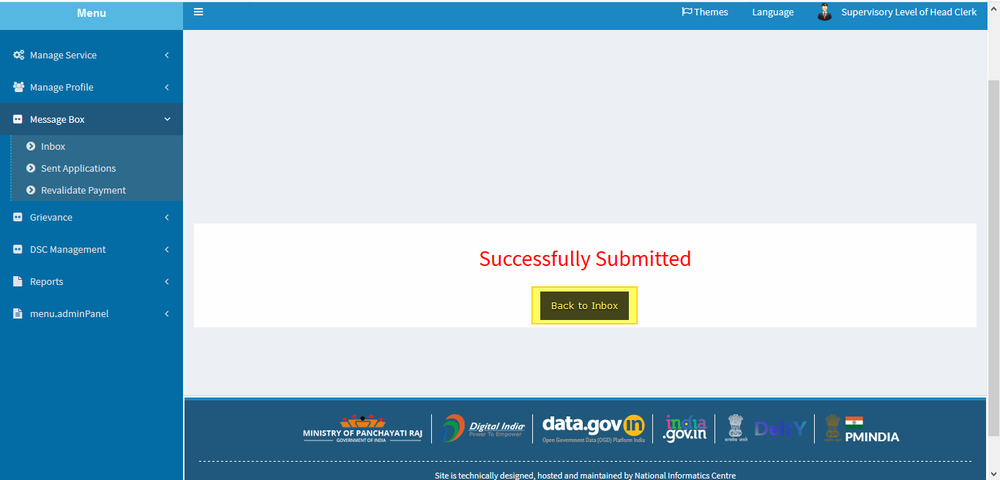 Menu
Themes
Language
Supervisory Level of Head Clerk
Manage Service
Manage Profile
Message Box
Inbox
Sent Applications
Revalidate Payment
Grievance
DSC Management
Reports
menu.adminPanel
Successfully Submitted
Back to Inbox
MINISTRY OF PANCHAYATI RAJ
GOVERNMENT OF INDIA
Digital India
Power To Empower
data.gov in
Open Government Data (OGD) Platform India
india
.gov.in
सत्यमेव जयते
DeitY
PMINDIA
Site is technically designed, hosted and maintained by National Informatics Centre